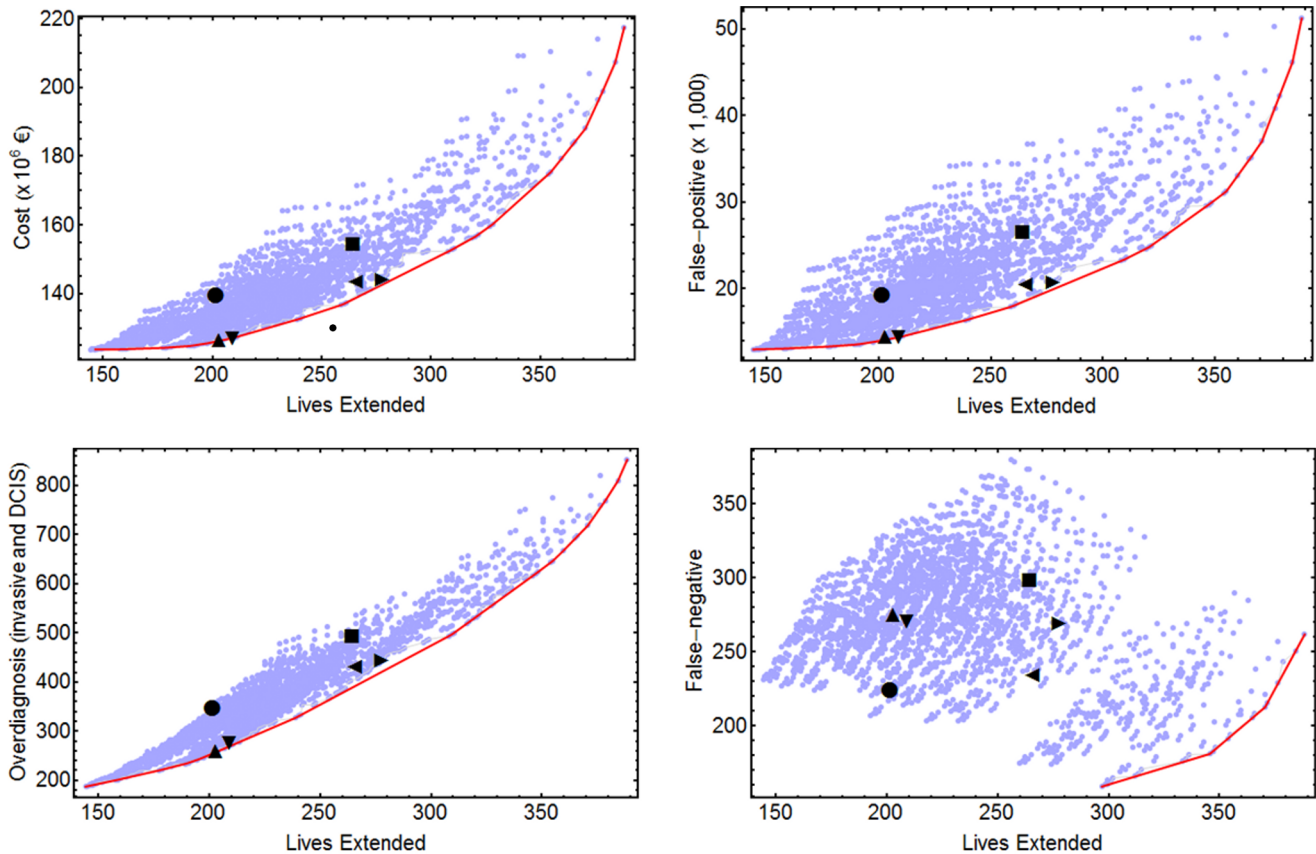 Cost (x 10⁶ €)
220
200
180
160
140
150 200 250 300 350
Lives Extended
False−positive (x 1,000)
50
40
30
20
150 200 250 300 350
Lives Extended
Overdiagnosis (invasive and DCIS)
800
700
600
500
400
300
200
150 200 250 300 350
Lives Extended
False−negative
350
300
250
200
150 200 250 300 350
Lives Extended